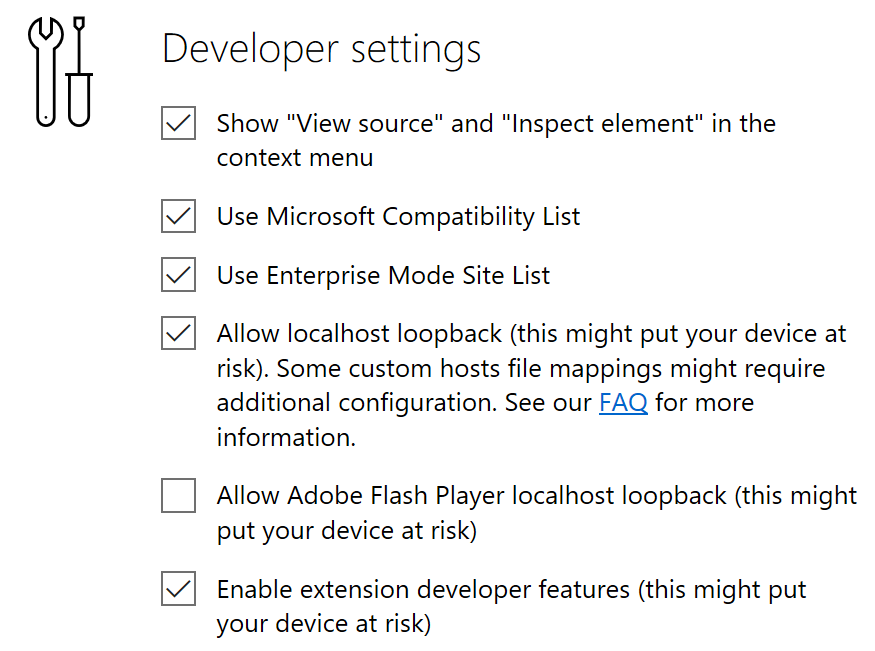 Developer settings
Show "View source" and "Inspect element" in the
context menu
Use Microsoft Compatibility List
Use Enterprise Mode Site List
Allow localhost loopback (this might put your device at
risk). Some custom hosts file mappings might require
additional configuration. See our FAQ for more
information.
Allow Adobe Flash Player localhost loopback (this might
put your device at risk)
Enable extension developer features (this might put
your device at risk)